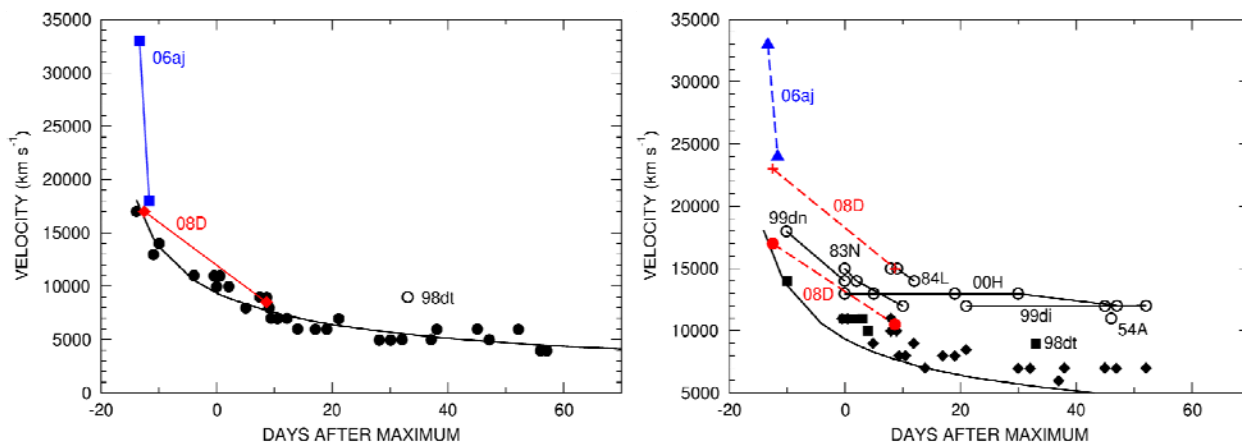 35000
30000
25000
20000
15000
10000
5000
0
VELOCITY (km s⁻¹)
06aj
08D
98dt
-20 0 20 40 60
DAYS AFTER MAXIMUM
35000
30000
25000
20000
15000
10000
5000
VELOCITY (km s⁻¹)
06aj
08D
99dn
83N
84L
00H
08D
99di
54A
98dt
-20 0 20 40 60
DAYS AFTER MAXIMUM